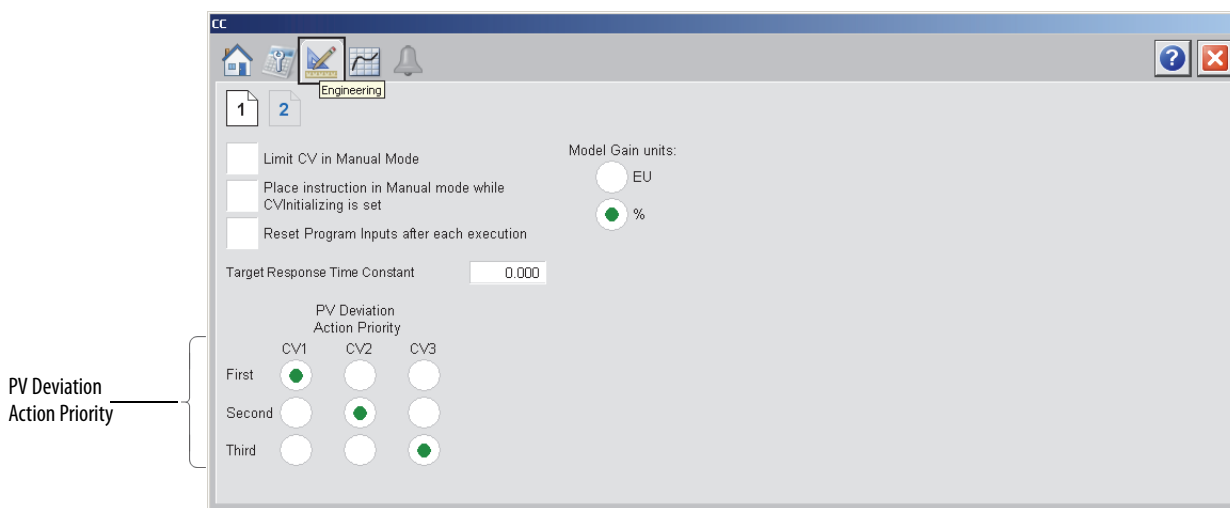 CC
Engineering
1 2
Limit CV in Manual Mode
Place instruction in Manual mode while
CVInitializing is set
Reset Program Inputs after each execution
Model Gain units:
EU
%
Target Response Time Constant 0.000
PV Deviation
Action Priority
CV1 CV2 CV3
First
Second
Third
PV Deviation
Action Priority